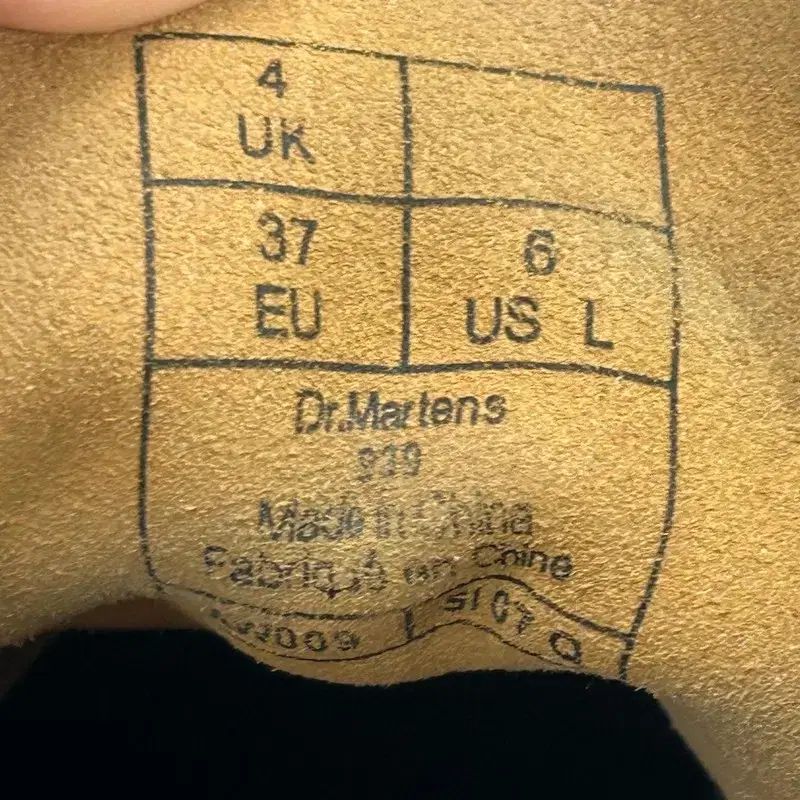 4
UK
37
EU
6
US L
Dr.Martens
939
Made in China
Fabriqué en Chine